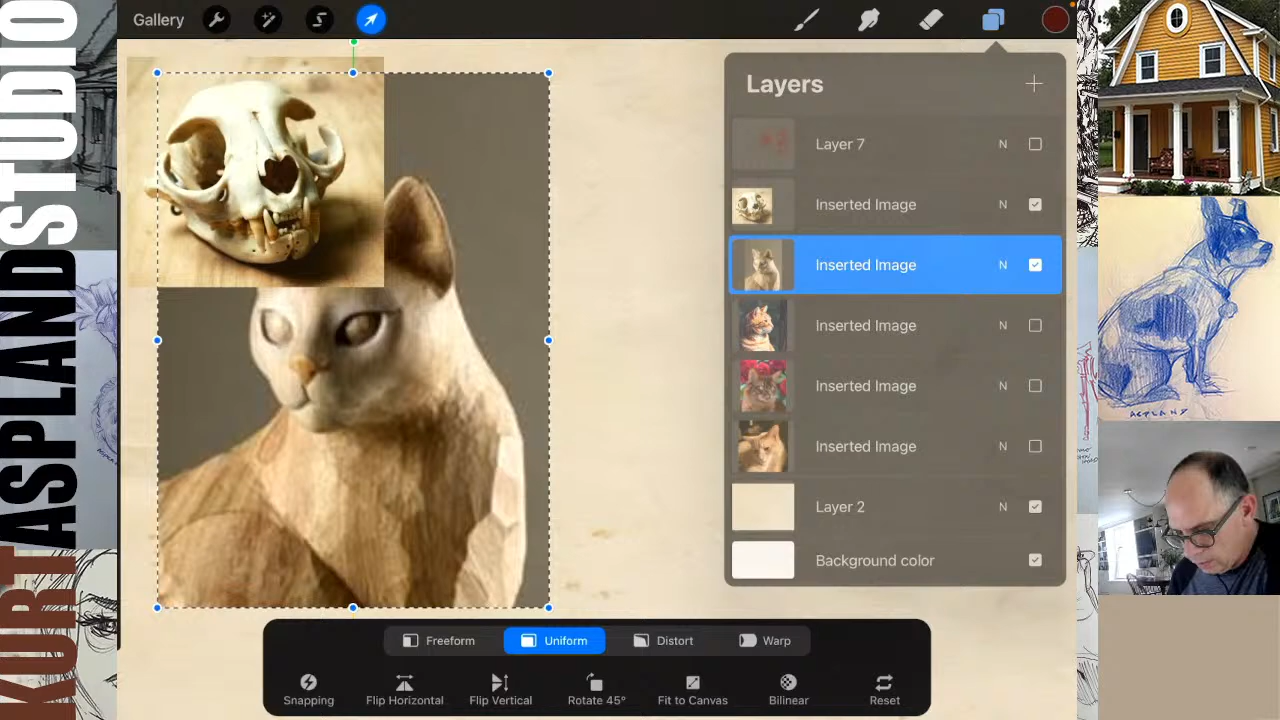 KURT ASPLAND STUDIO
Gallery
Layers
Layer 7 N
Inserted Image N
Inserted Image N
Inserted Image N
Inserted Image N
Inserted Image N
Layer 2 N
Background color
Freeform Uniform Distort Warp
Snapping Flip Horizontal Flip Vertical Rotate 45° Fit to Canvas Bilinear Reset
ASPLAND